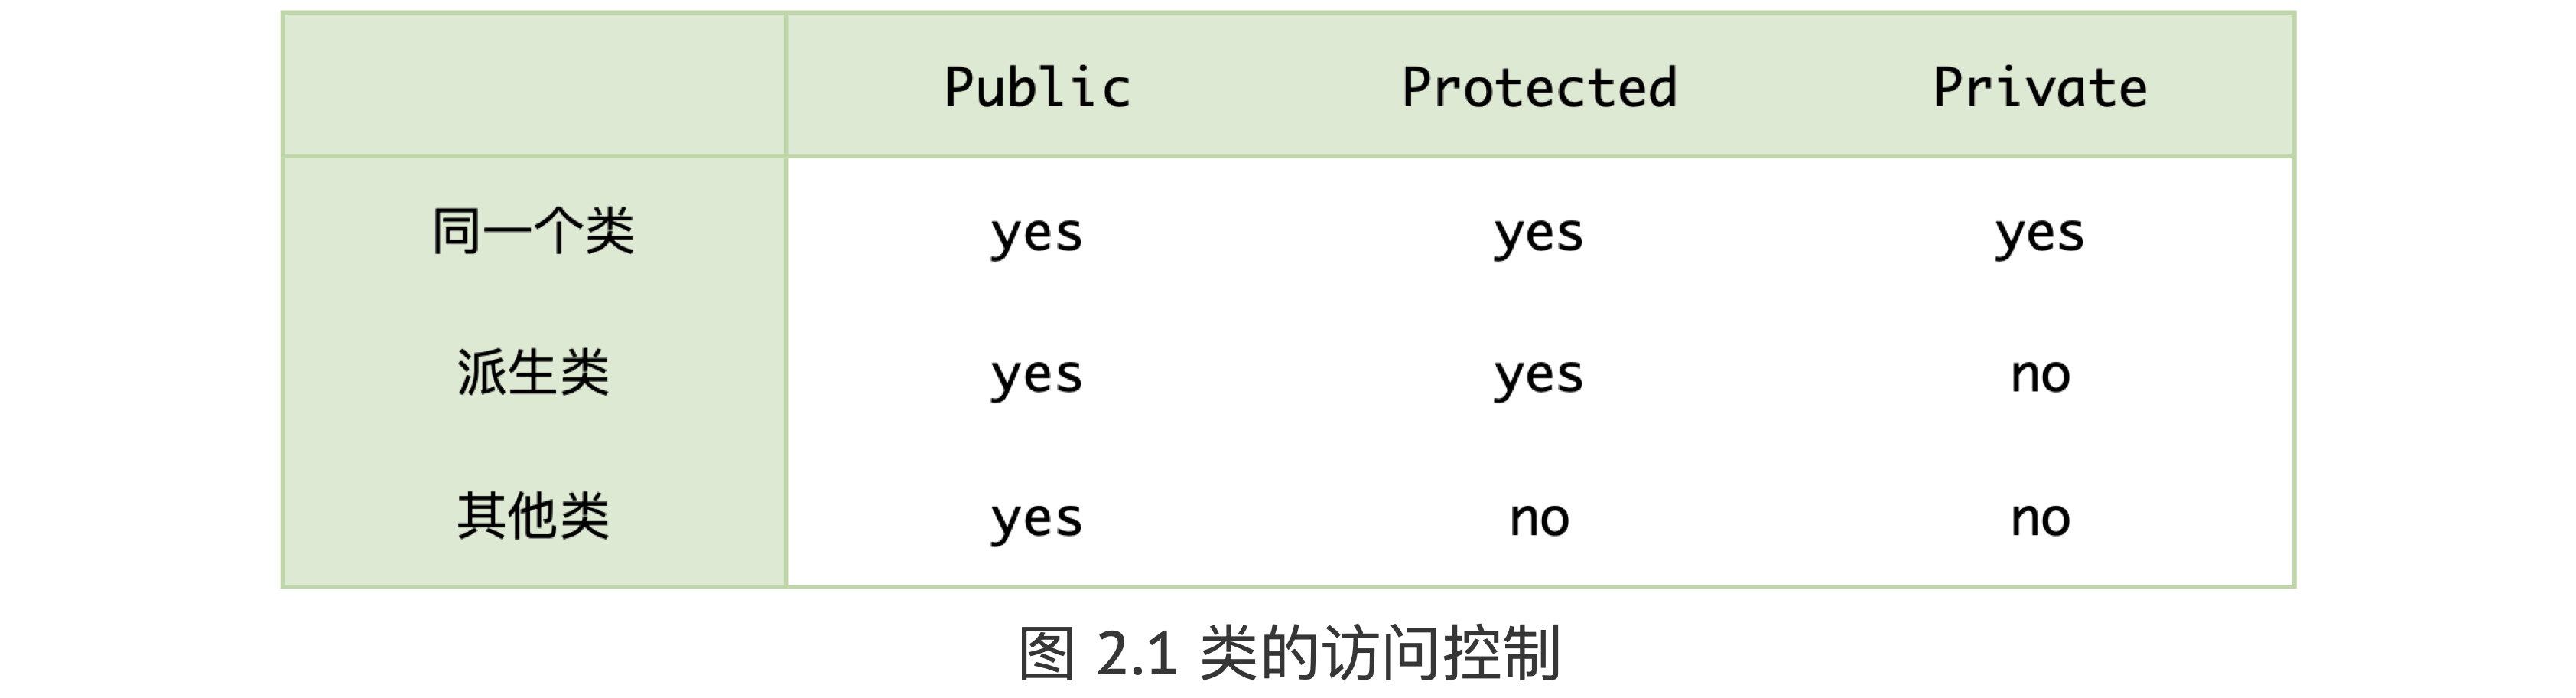 Public Protected Private
同一个类 yes yes yes
派生类 yes yes no
其他类 yes no no
图 2.1 类的访问控制